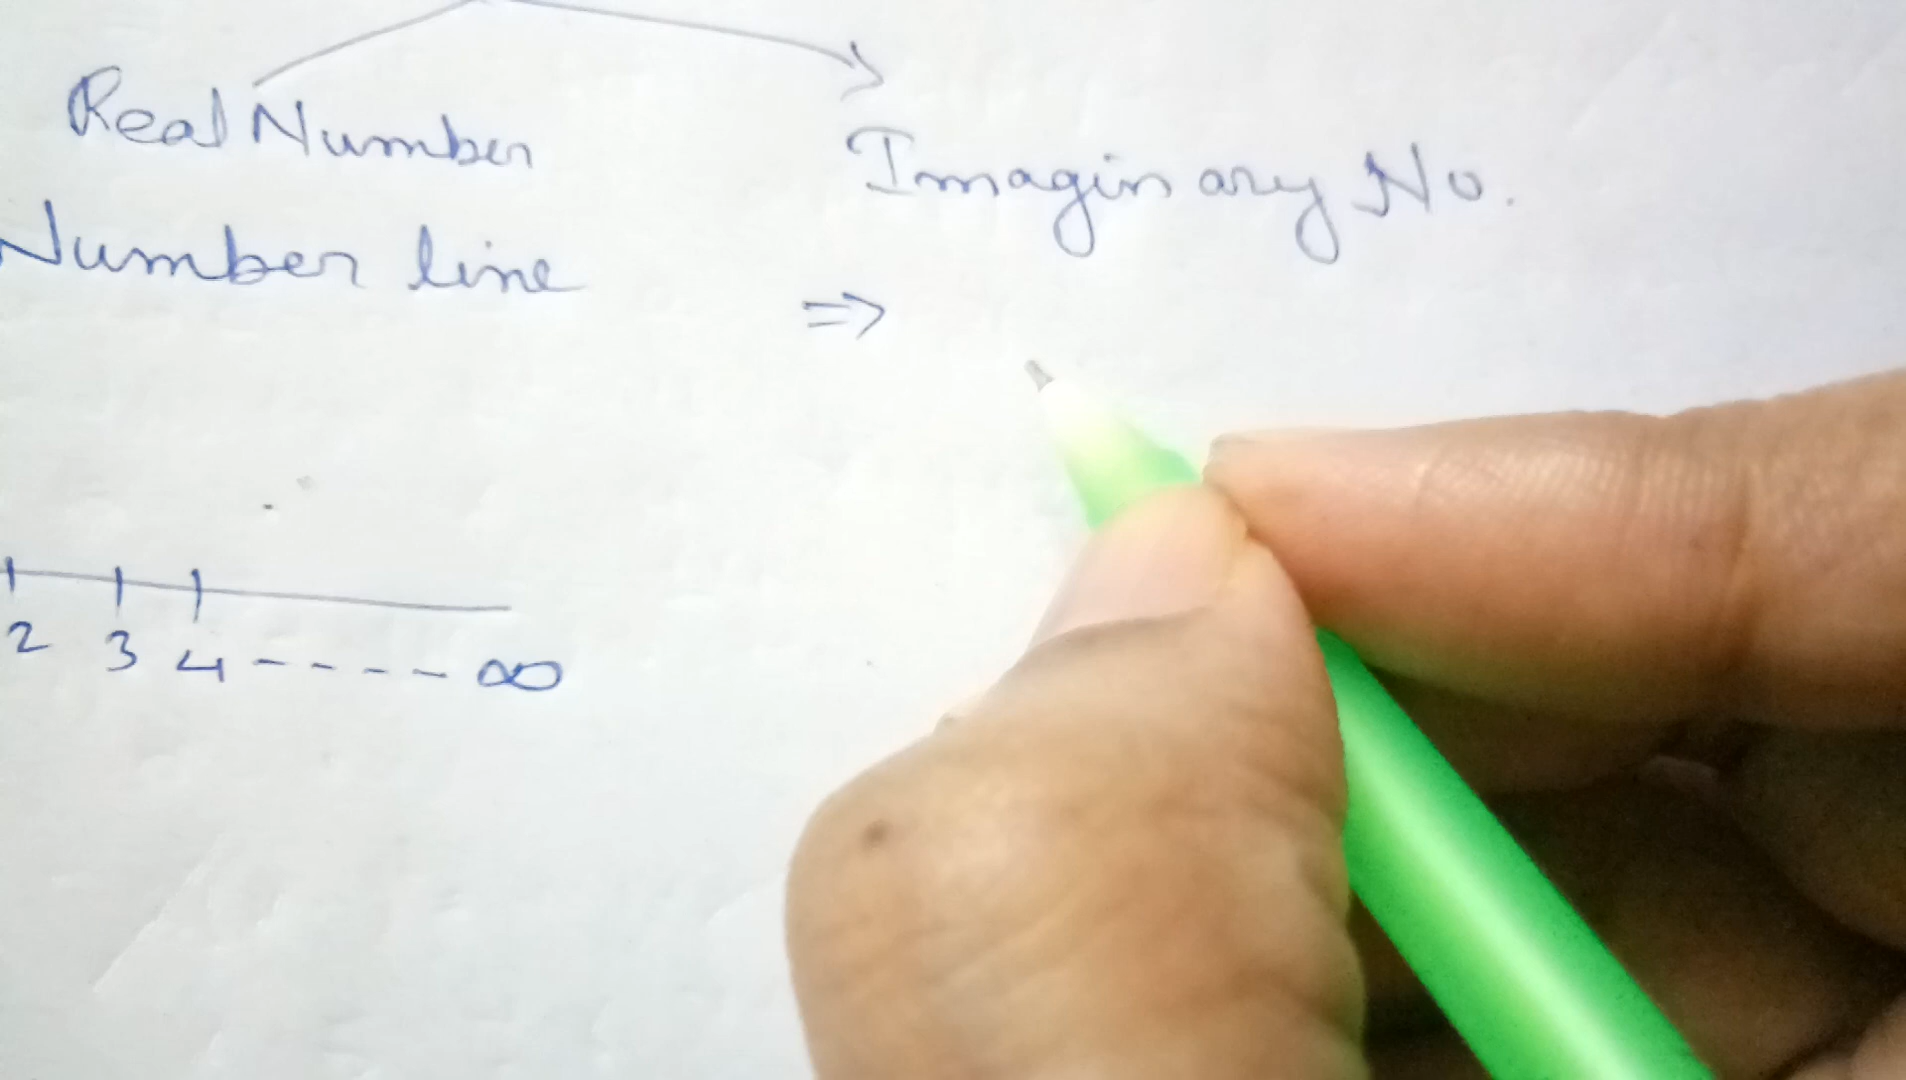 Real Number
Imaginary No.
Number line
⇒
2 3 4 - - - - - ∞